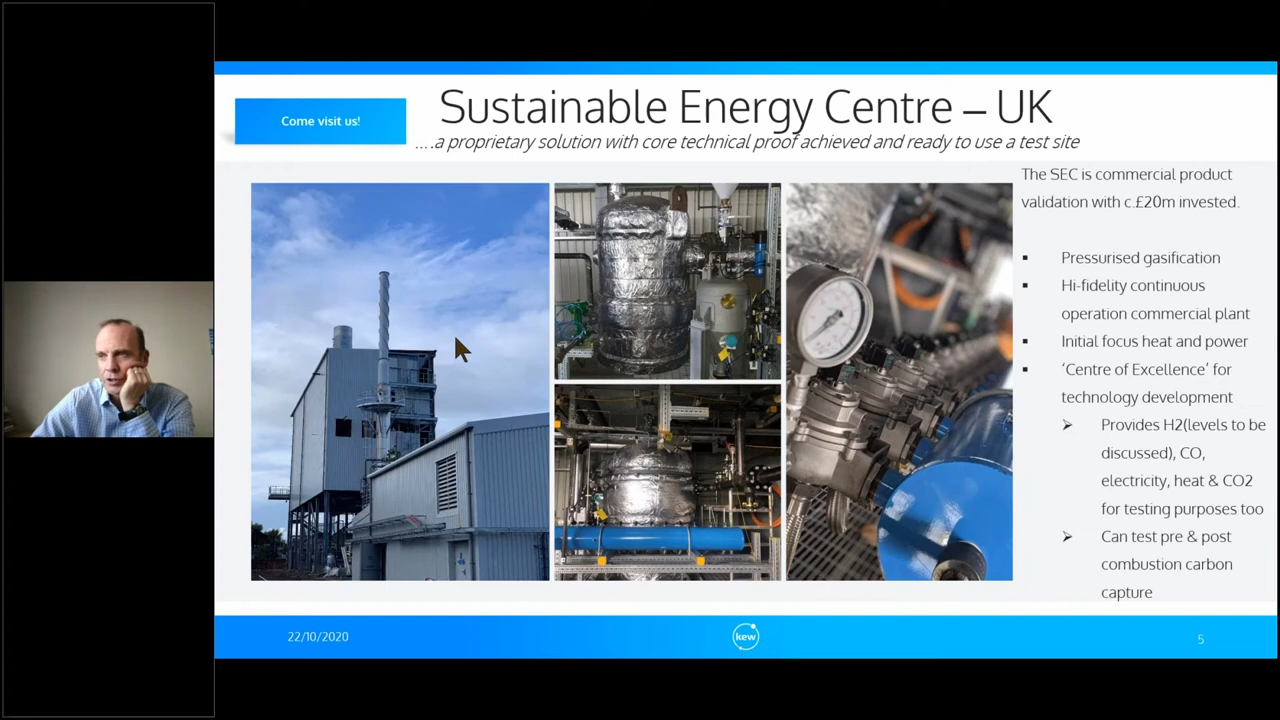 Come visit us!
Sustainable Energy Centre – UK
….a proprietary solution with core technical proof achieved and ready to use a test site
The SEC is commercial product
validation with c.£20m invested.
▪ Pressurised gasification
▪ Hi-fidelity continuous
operation commercial plant
▪ Initial focus heat and power
▪ ‘Centre of Excellence’ for
technology development
➢ Provides H2(levels to be
discussed), CO,
electricity, heat & CO2
for testing purposes too
➢ Can test pre & post
combustion carbon
capture
22/10/2020
kew
5